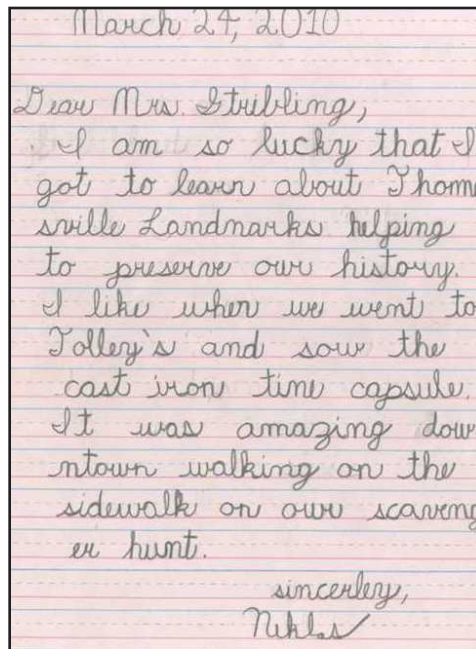 March 24, 2010
Dear Mrs. Stribling,
I am so lucky that I
got to learn about Thoma
sville Landmarks helping
to preserve our history.
I like when we went to
Tolley's and sow the
cast iron time capsule.
It was amazing dow
ntown walking on the
sidewalk on our scaveng
er hunt.
sincerley,
Niklas